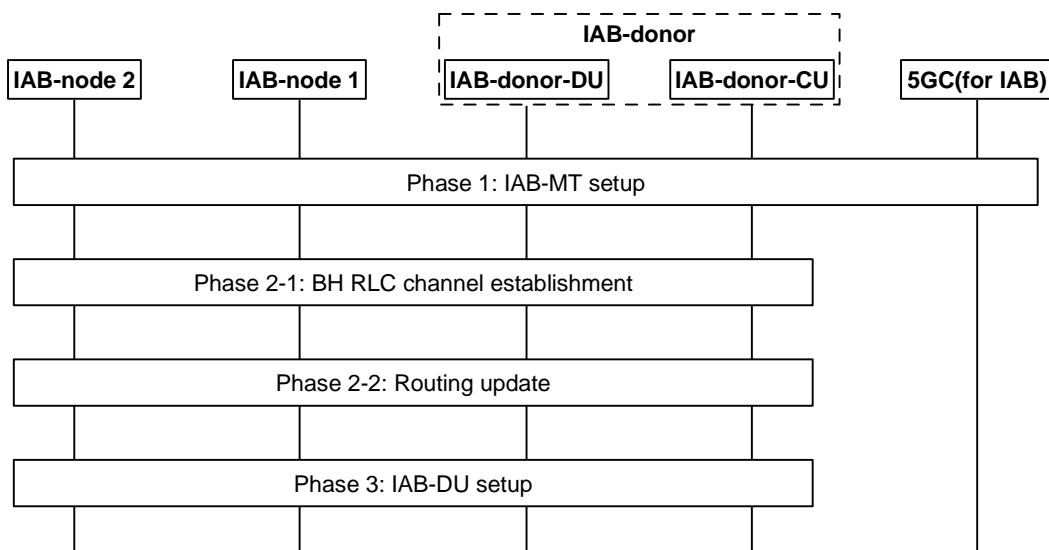 IAB-donor
IAB-node 2
IAB-node 1
IAB-donor-DU
IAB-donor-CU
5GC(for IAB)
Phase 1: IAB-MT setup
Phase 2-1: BH RLC channel establishment
Phase 2-2: Routing update
Phase 3: IAB-DU setup